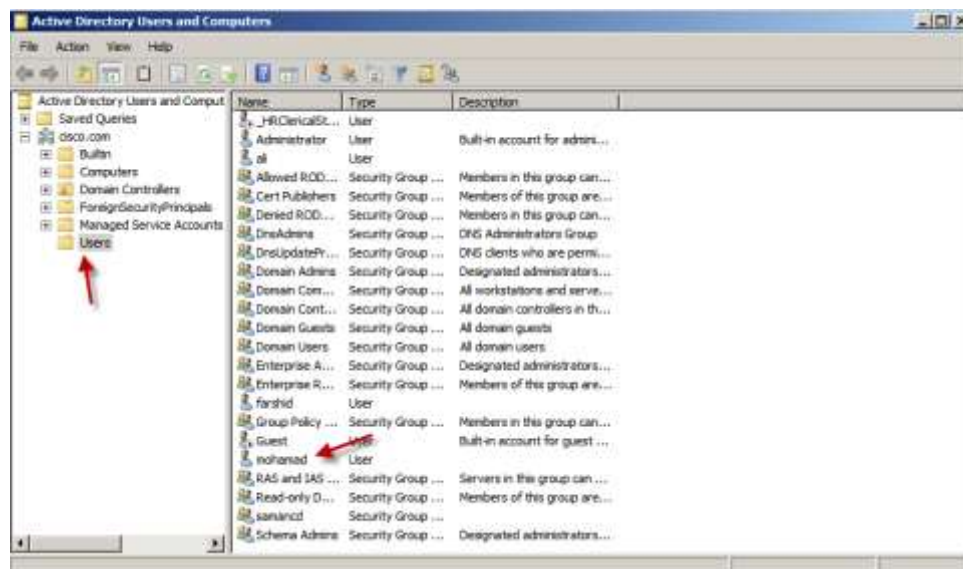 Active Directory Users and Computers
File Action View Help
Active Directory Users and Comput
Saved Queries
cisco.com
Builtin
Computers
Domain Controllers
ForeignSecurityPrincipals
Managed Service Accounts
Users
Name Type Description
_HRClericalSt... User
Administrator User Built-in account for admini...
ali User
Allowed ROD... Security Group ... Members in this group can...
Cert Publishers Security Group ... Members of this group are...
Denied ROD... Security Group ... Members in this group can...
DnsAdmins Security Group ... DNS Administrators Group
DnsUpdatePr... Security Group ... DNS clients who are permi...
Domain Admins Security Group ... Designated administrators...
Domain Com... Security Group ... All workstations and serve...
Domain Cont... Security Group ... All domain controllers in th...
Domain Guests Security Group ... All domain guests
Domain Users Security Group ... All domain users
Enterprise A... Security Group ... Designated administrators...
Enterprise R... Security Group ... Members of this group are...
farshid User
Group Policy ... Security Group ... Members in this group can...
Guest User Built-in account for guest ...
mohamad User
RAS and IAS ... Security Group ... Servers in this group can ...
Read-only D... Security Group ... Members of this group are...
samancd Security Group ...
Schema Admins Security Group ... Designated administrators...